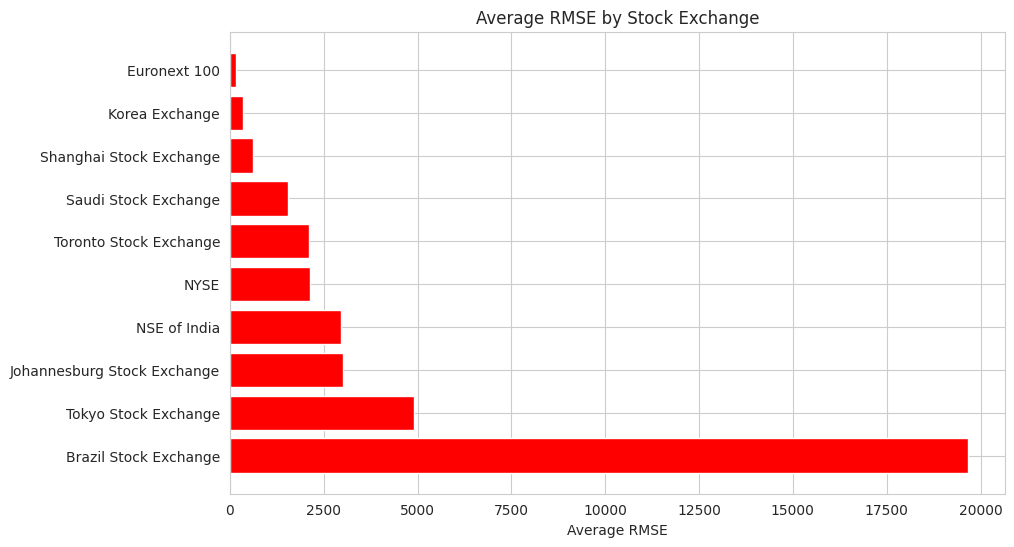 Average RMSE by Stock Exchange
Euronext 100
Korea Exchange
Shanghai Stock Exchange
Saudi Stock Exchange
Toronto Stock Exchange
NYSE
NSE of India
Johannesburg Stock Exchange
Tokyo Stock Exchange
Brazil Stock Exchange
0 2500 5000 7500 10000 12500 15000 17500 20000
Average RMSE